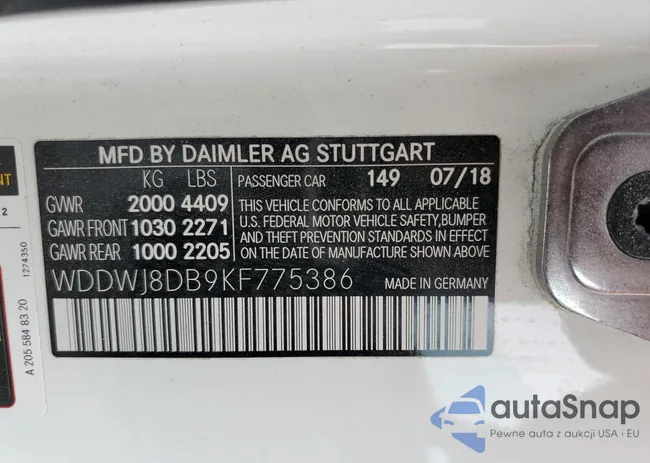 MFD BY DAIMLER AG STUTTGART
KG LBS PASSENGER CAR 149 07/18
GVWR 2000 4409
GAWR FRONT 1030 2271
GAWR REAR 1000 2205
THIS VEHICLE CONFORMS TO ALL APPLICABLE
U.S. FEDERAL MOTOR VEHICLE SAFETY,BUMPER
AND THEFT PREVENTION STANDARDS IN EFFECT
ON THE DATE OF MANUFACTURE SHOWN ABOVE
WDDWJ8DB9KF775386 MADE IN GERMANY
A 205 584 83 20
1274350
2
autaSnap
Pewne auta z aukcji USA i EU